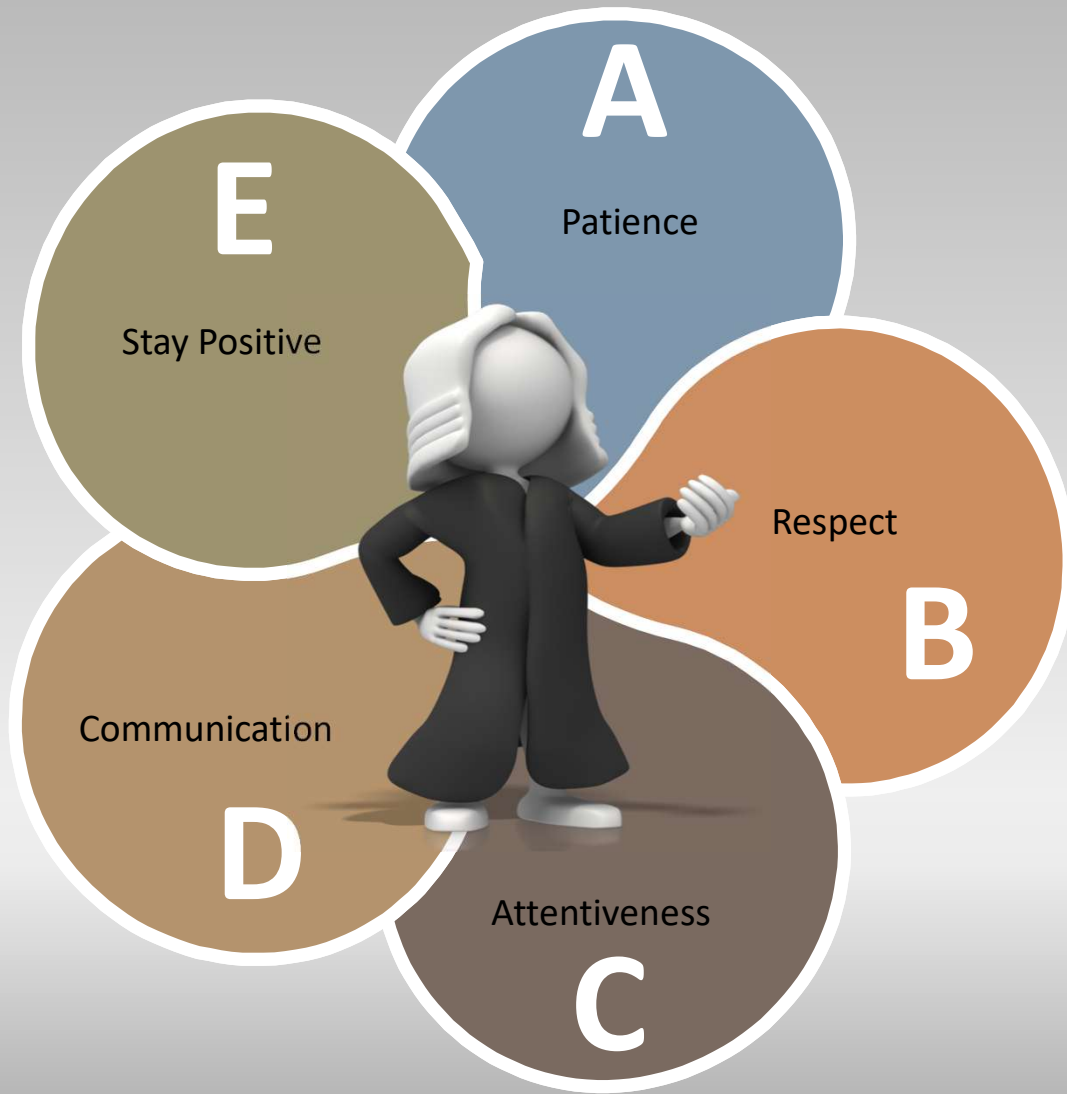 A
Patience
B
Respect
C
Attentiveness
D
Communication
E
Stay Positive